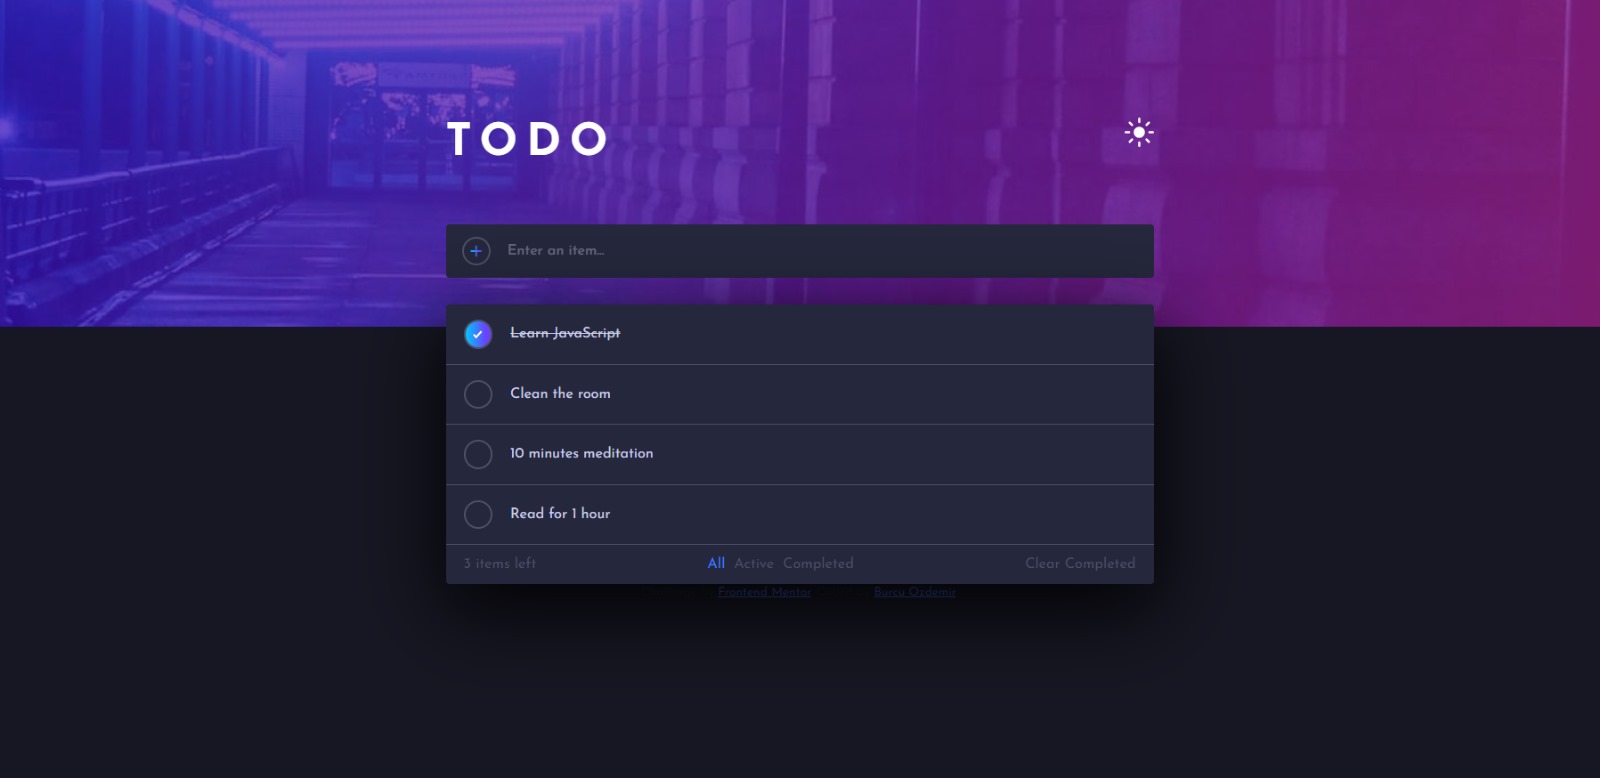 TODO
Enter an item...
Learn JavaScript
Clean the room
10 minutes meditation
Read for 1 hour
3 items left All Active Completed Clear Completed
Frontend Mentor Burcu Ozdemir